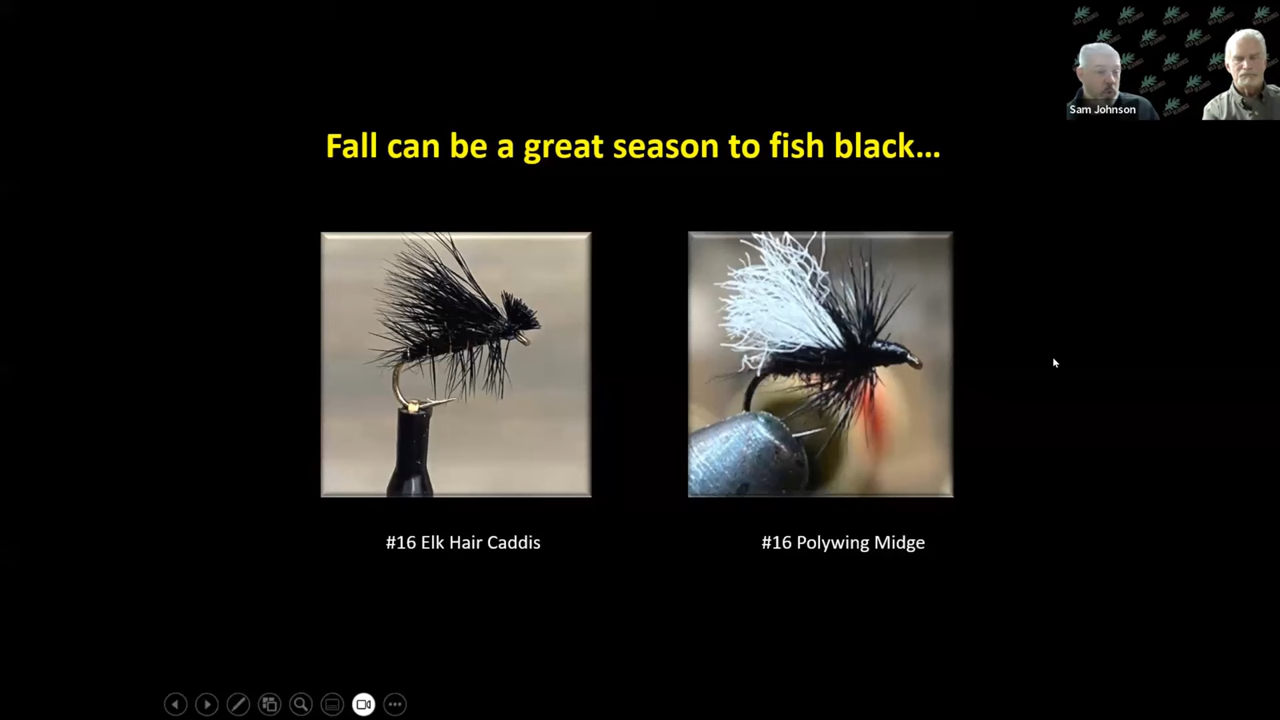 Sam Johnson
Fall can be a great season to fish black...
#16 Elk Hair Caddis
#16 Polywing Midge